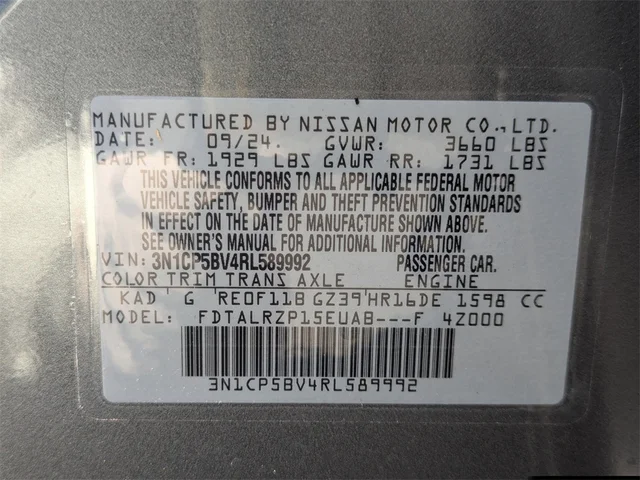 MANUFACTURED BY NISSAN MOTOR CO., LTD.
DATE: 09/24 GVWR: 3660 LBS
GAWR FR: 1929 LBS GAWR RR: 1731 LBS
THIS VEHICLE CONFORMS TO ALL APPLICABLE FEDERAL MOTOR
VEHICLE SAFETY, BUMPER AND THEFT PREVENTION STANDARDS
IN EFFECT ON THE DATE OF MANUFACTURE SHOWN ABOVE.
SEE OWNER'S MANUAL FOR ADDITIONAL INFORMATION.
VIN: 3N1CP5BV4RL589992 PASSENGER CAR.
COLOR TRIM TRANS AXLE ENGINE
KAD G RE0F11B GZ39 HR16DE 1598 CC
MODEL: FDTALRZP15EUAB---F 4Z000
3N1CP5BV4RL589992